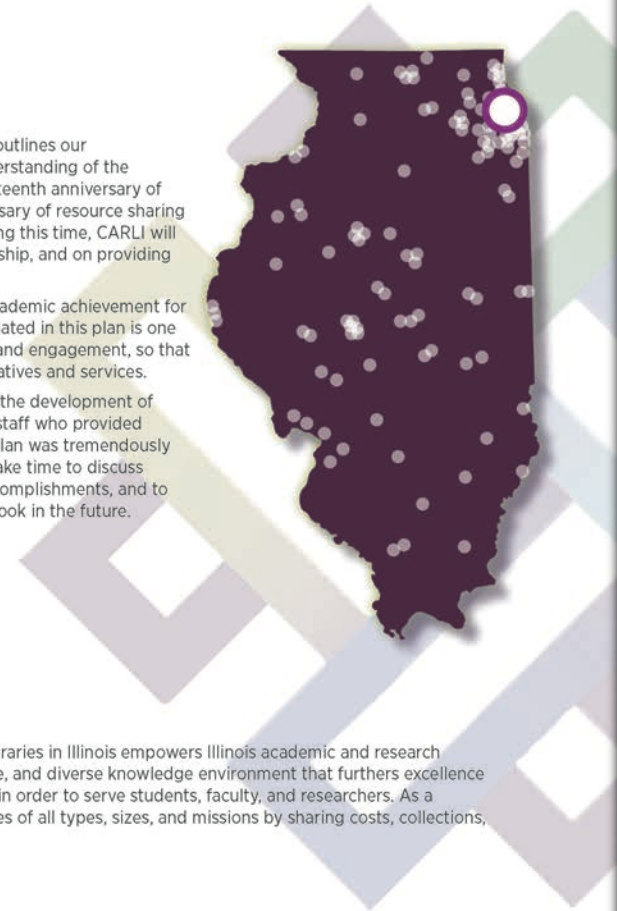 outlines our
erstanding of the
teenth anniversary of
sary of resource sharing
ng this time, CARLI will
ship, and on providing
ademic achievement for
ated in this plan is one
and engagement, so that
atives and services.
the development of
staff who provided
lan was tremendously
ake time to discuss
complishments, and to
ook in the future.
raries in Illinois empowers Illinois academic and research
e, and diverse knowledge environment that furthers excellence
in order to serve students, faculty, and researchers. As a
es of all types, sizes, and missions by sharing costs, collections,